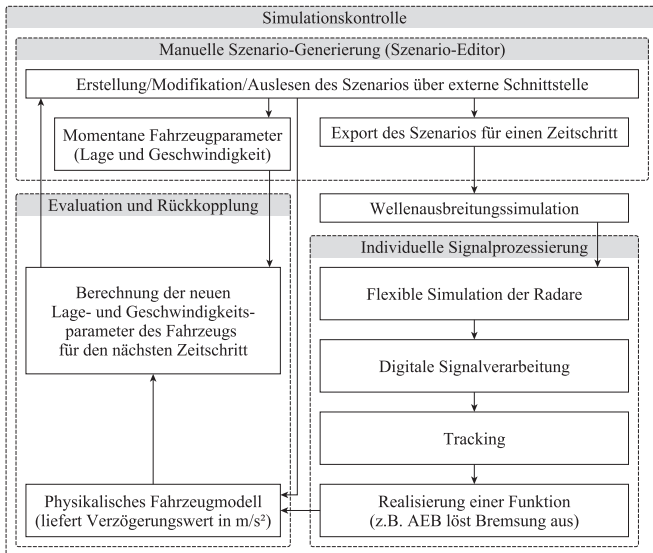 Simulationskontrolle
Manuelle Szenario-Generierung (Szenario-Editor)
Erstellung/Modifikation/Auslesen des Szenarios über externe Schnittstelle
Momentane Fahrzeugparameter
(Lage und Geschwindigkeit)
Export des Szenarios für einen Zeitschritt
Evaluation und Rückkopplung
Wellenausbreitungssimulation
Individuelle Signalprozessierung
Berechnung der neuen
Lage- und Geschwindigkeits-
parameter des Fahrzeugs
für den nächsten Zeitschritt
Flexible Simulation der Radare
Digitale Signalverarbeitung
Tracking
Physikalisches Fahrzeugmodell
(liefert Verzögerungswert in m/s²)
Realisierung einer Funktion
(z.B. AEB löst Bremsung aus)